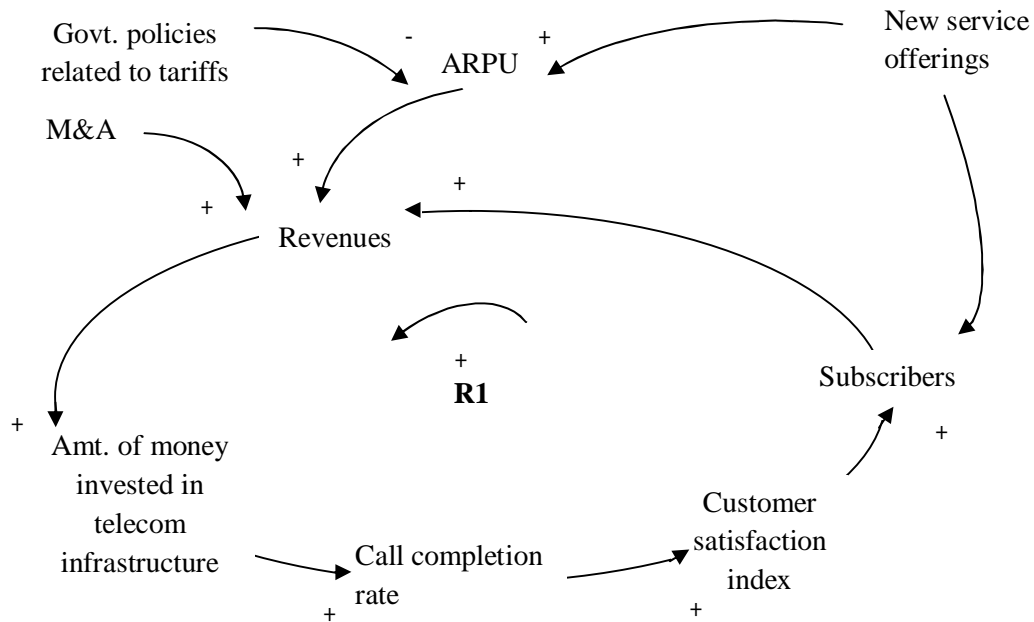 Govt. policies
related to tariffs
-
+
ARPU
New service
offerings
M&A
+
+
+
Revenues
+
R1
Subscribers
+
+
Amt. of money
invested in
telecom
infrastructure
Customer
satisfaction
index
Call completion
rate
+
+